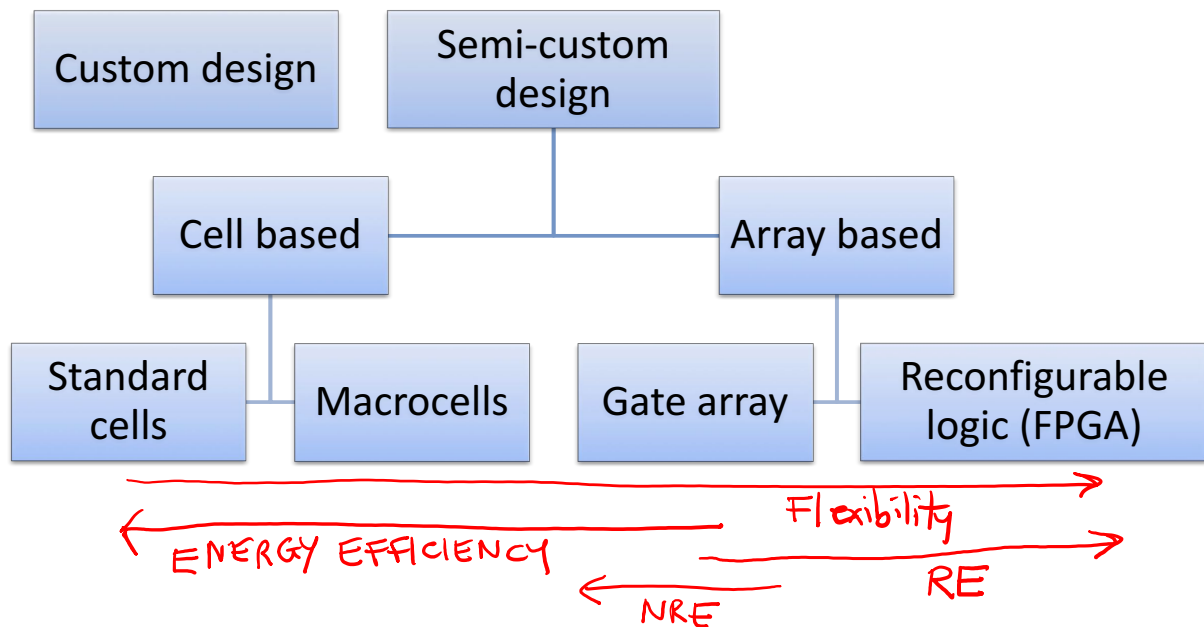 Custom design
Semi-custom
design
Cell based
Array based
Standard
cells
Macrocells
Gate array
Reconfigurable
logic (FPGA)
Flexibility
ENERGY EFFICIENCY
RE
NRE